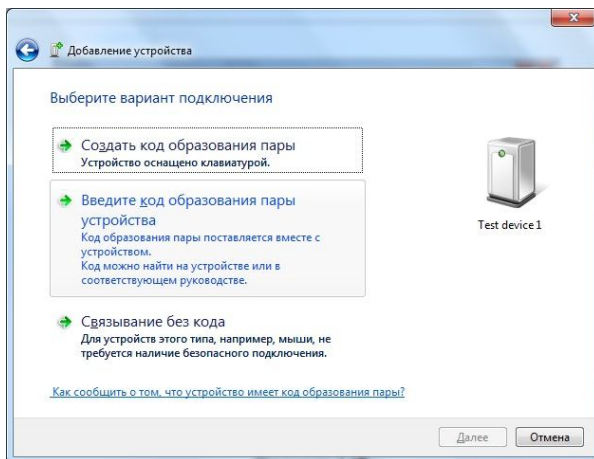 Добавление устройства
Выберите вариант подключения
Создать код образования пары
Устройство оснащено клавиатурой.
Введите код образования пары
устройства
Код образования пары поставляется вместе с
устройством.
Код можно найти на устройстве или в
соответствующем руководстве.
Test device 1
Связывание без кода
Для устройств этого типа, например, мыши, не
требуется наличие безопасного подключения.
Как сообщить о том, что устройство имеет код образования пары?
Далее
Отмена